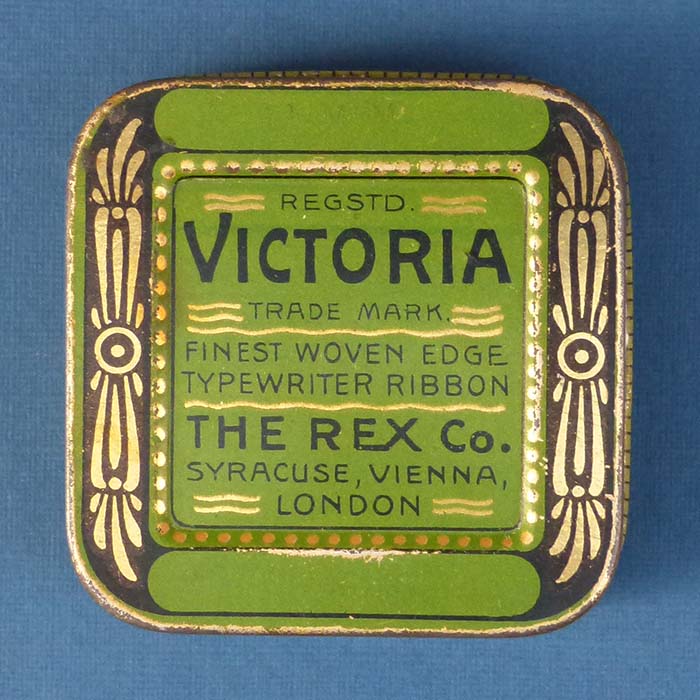 REGSTD.
VICTORIA
TRADE MARK.
FINEST WOVEN EDGE
TYPEWRITER RIBBON
THE REX Co.
SYRACUSE, VIENNA,
LONDON